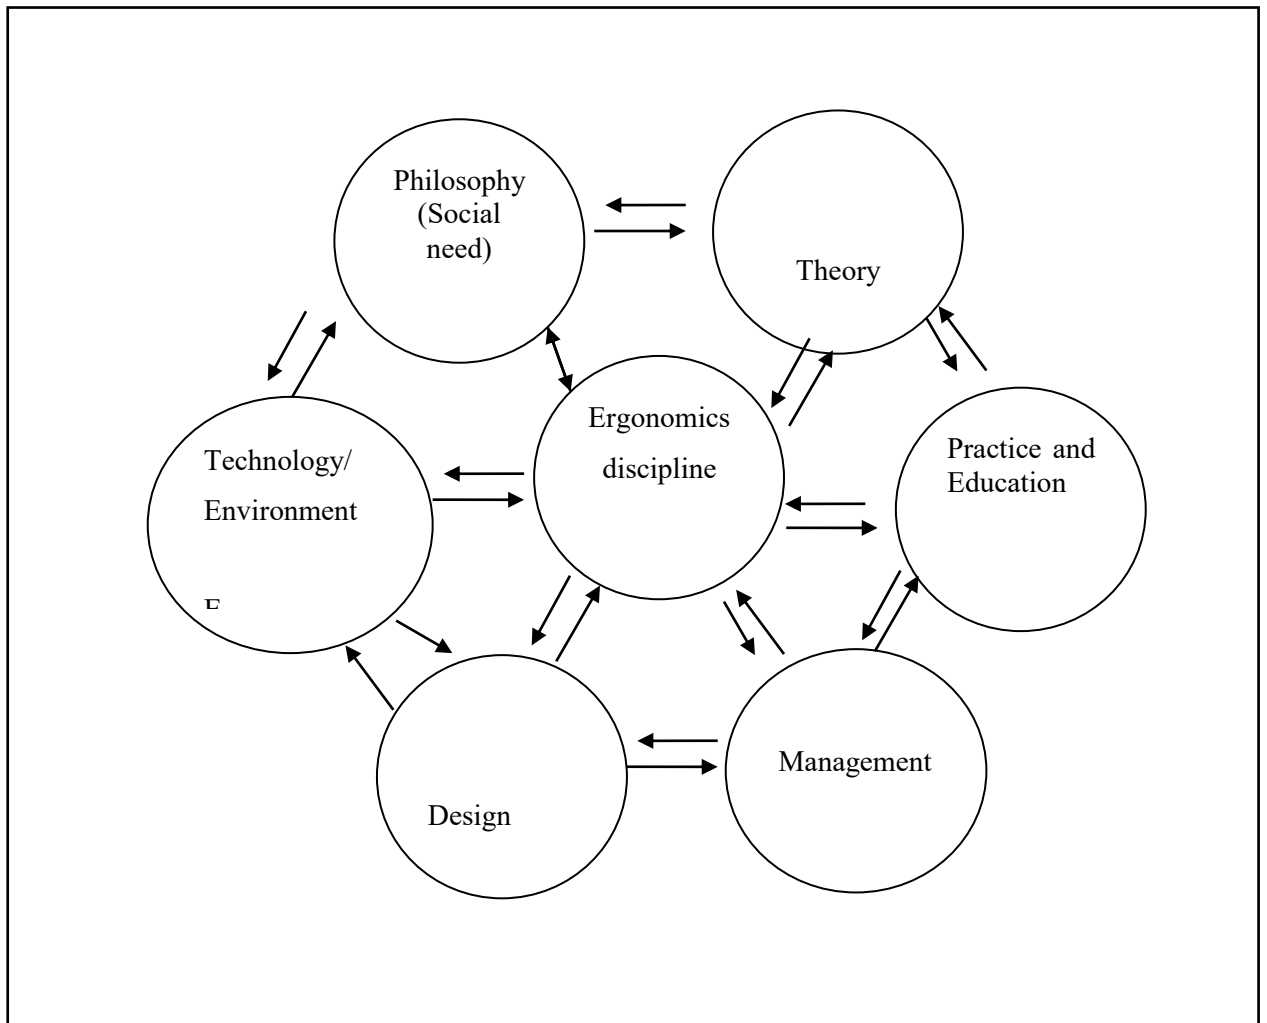 Philosophy
(Social
need)
Theory
Ergonomics
discipline
Technology/
Environment
Practice and
Education
Management
Design